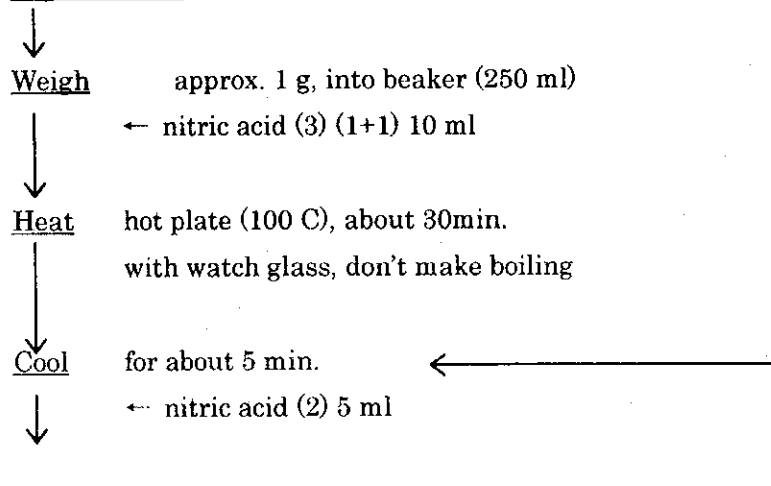 Weigh approx. 1 g, into beaker (250 ml)
← nitric acid (3) (1+1) 10 ml
Heat hot plate (100 C), about 30min.
with watch glass, don't make boiling
Cool for about 5 min.
← nitric acid (2) 5 ml